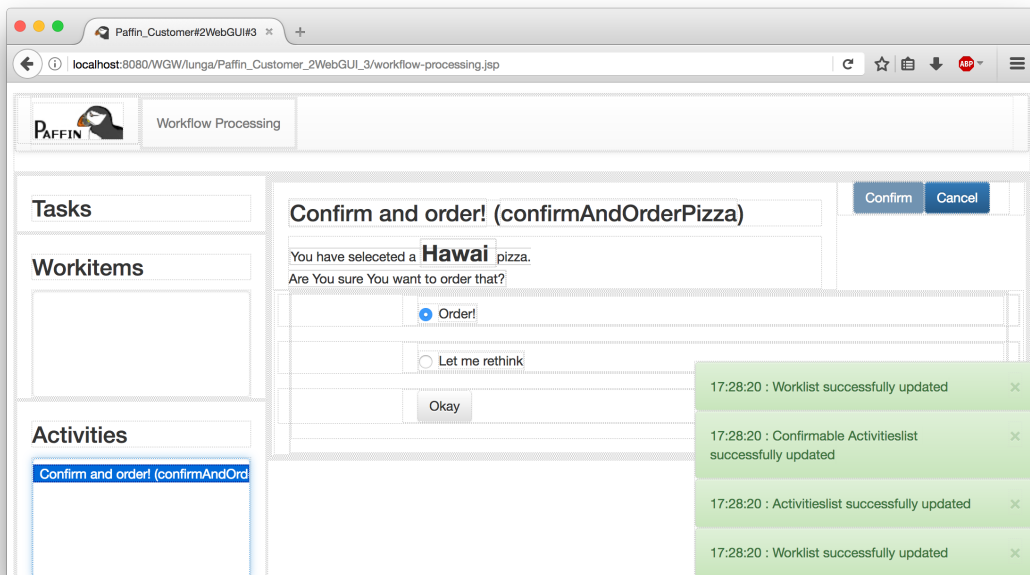 Paffin_Customer#2WebGUI#3
localhost:8080/WGW/lunga/Paffin_Customer_2WebGUI_3/workflow-processing.jsp
ABP
PAFFIN
Workflow Processing
Tasks
Workitems
Activities
Confirm and order! (confirmAndOrd
Confirm and order! (confirmAndOrderPizza)
You have seleceted a Hawai pizza.
Are You sure You want to order that?
Order!
Let me rethink
Okay
Confirm
Cancel
17:28:20 : Worklist successfully updated
17:28:20 : Confirmable Activitieslist
successfully updated
17:28:20 : Activitieslist successfully updated
17:28:20 : Worklist successfully updated